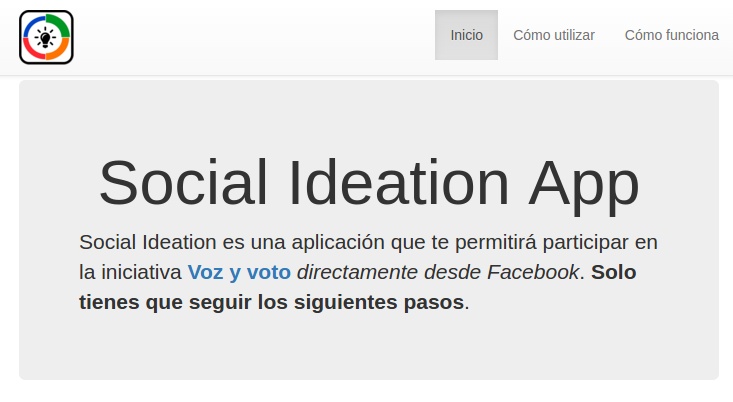 Inicio Cómo utilizar Cómo funciona
Social Ideation App
Social Ideation es una aplicación que te permitirá participar en
la iniciativa Voz y voto directamente desde Facebook. Solo
tienes que seguir los siguientes pasos.